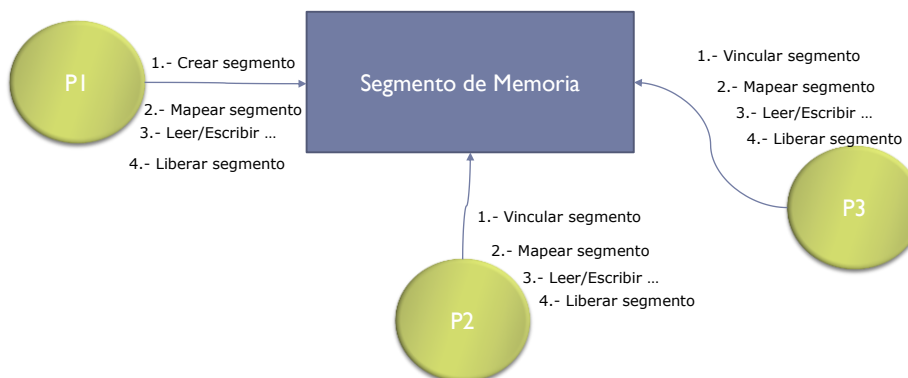 P1
1.- Crear segmento
2.- Mapear segmento
3.- Leer/Escribir ...
4.- Liberar segmento
Segmento de Memoria
1.- Vincular segmento
2.- Mapear segmento
3.- Leer/Escribir ...
4.- Liberar segmento
P3
1.- Vincular segmento
2.- Mapear segmento
3.- Leer/Escribir ...
4.- Liberar segmento
P2